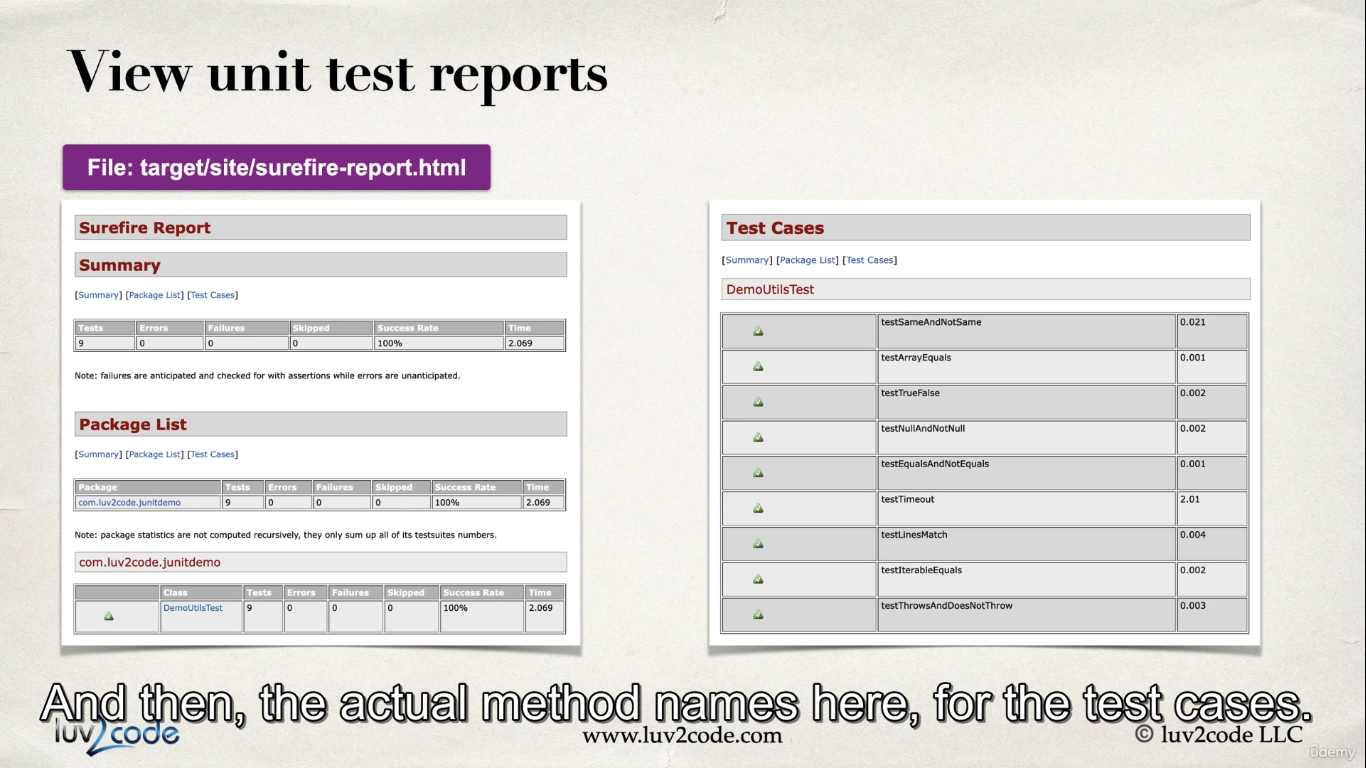 View unit test reports
File: target/site/surefire-report.html
Surefire Report
Summary
[Summary] [Package List] [Test Cases]
Tests Errors Failures Skipped Success Rate Time
9 0 0 0 100% 2.069
Note: failures are anticipated and checked for with assertions while errors are unanticipated.
Package List
[Summary] [Package List] [Test Cases]
Package Tests Errors Failures Skipped Success Rate Time
com.luv2code.junitdemo 9 0 0 0 100% 2.069
Note: package statistics are not computed recursively, they only sum up all of its testsuites numbers.
com.luv2code.junitdemo
Class Tests Errors Failures Skipped Success Rate Time
DemoUtilsTest 9 0 0 0 100% 2.069
Test Cases
[Summary] [Package List] [Test Cases]
DemoUtilsTest
testSameAndNotSame 0.021
testArrayEquals 0.001
testTrueFalse 0.002
testNullAndNotNull 0.002
testEqualsAndNotEquals 0.001
testTimeout 2.01
testLinesMatch 0.004
testIterableEquals 0.002
testThrowsAndDoesNotThrow 0.003
And then, the actual method names here, for the test cases.
luv2code www.luv2code.com © luv2code LLC
ûdemy